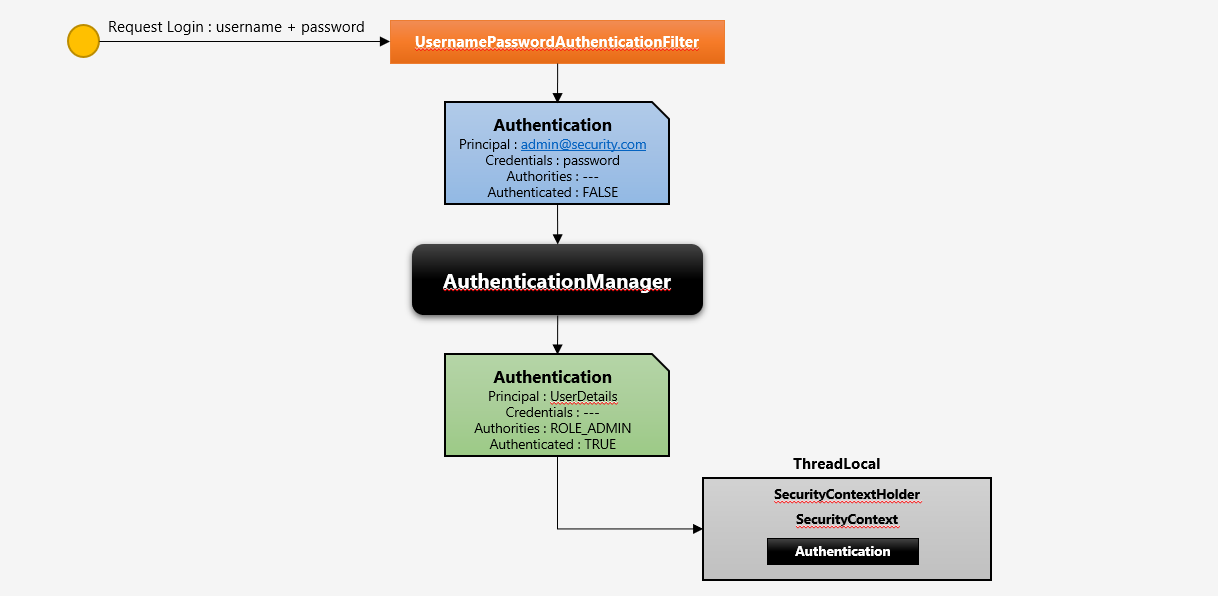 Request Login : username + password
UsernamePasswordAuthenticationFilter
Authentication
Principal : admin@security.com
Credentials : password
Authorities : ---
Authenticated : FALSE
AuthenticationManager
Authentication
Principal : UserDetails
Credentials : ---
Authorities : ROLE_ADMIN
Authenticated : TRUE
ThreadLocal
SecurityContextHolder
SecurityContext
Authentication